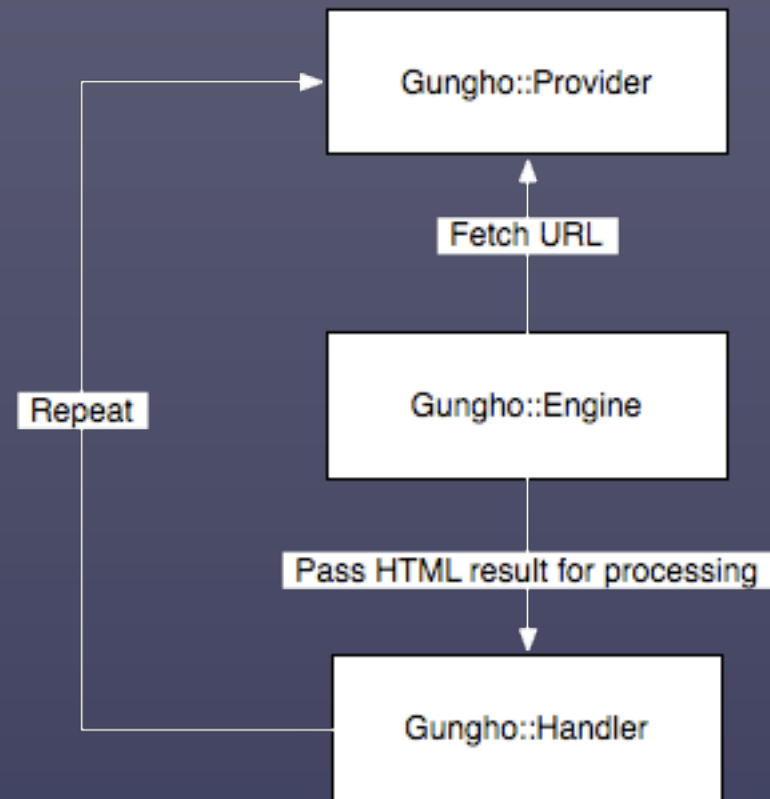 Gungho::Provider
Fetch URL
Gungho::Engine
Repeat
Pass HTML result for processing
Gungho::Handler